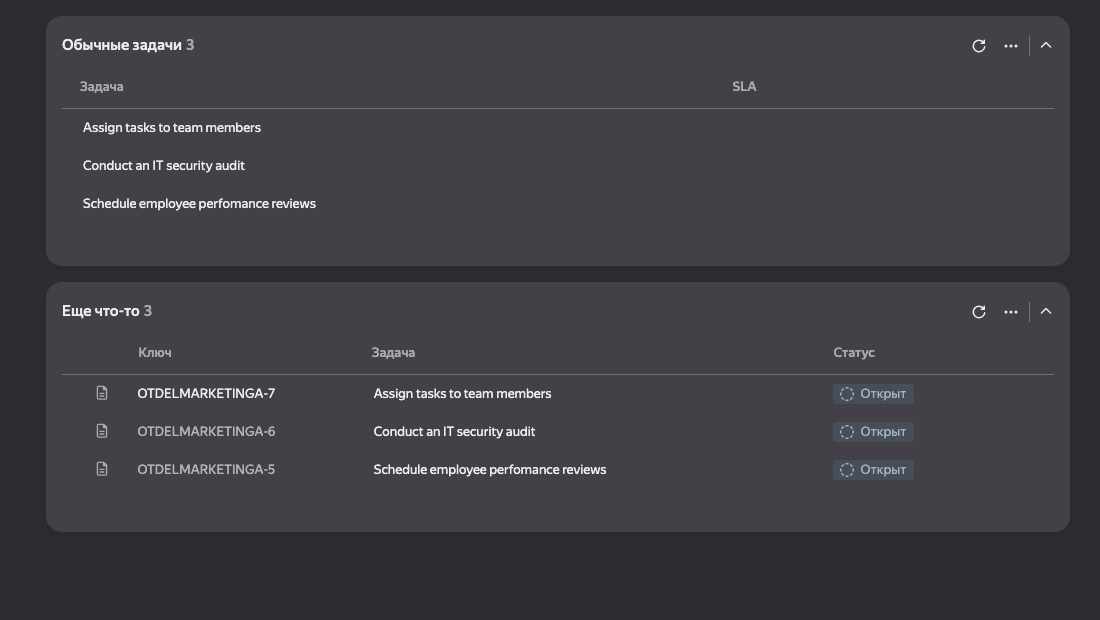 Обычные задачи 3
Задача SLA
Assign tasks to team members
Conduct an IT security audit
Schedule employee perfomance reviews
Еще что-то 3
Ключ Задача Статус
OTDELMARKETINGA-7 Assign tasks to team members Открыт
OTDELMARKETINGA-6 Conduct an IT security audit Открыт
OTDELMARKETINGA-5 Schedule employee perfomance reviews Открыт